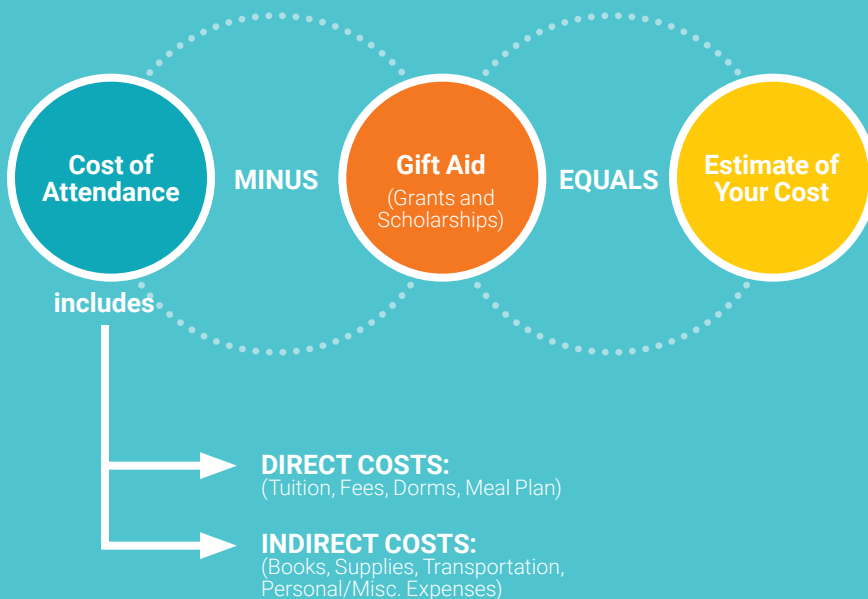 Cost of
Attendance
MINUS
Gift Aid
(Grants and
Scholarships)
EQUALS
Estimate of
Your Cost
includes
DIRECT COSTS:
(Tuition, Fees, Dorms, Meal Plan)
INDIRECT COSTS:
(Books, Supplies, Transportation,
Personal/Misc. Expenses)